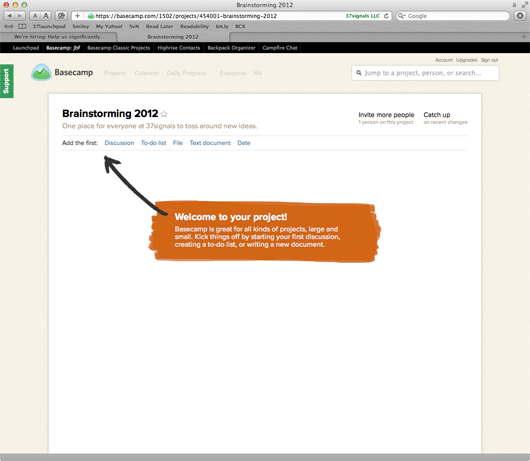 Brainstorming 2012
https://basecamp.com/1502/projects/454001-brainstorming-2012
37signals LLC
Google
37launchpad Smiley My Yahoo! SvN Read Later Readability bit.ly BCX
We're hiring: Help us significantly...
Brainstorming 2012
Launchpad Basecamp: jbf Basecamp Classic Projects Highrise Contacts Backpack Organizer Campfire Chat
Account Upgrades Sign out
Support
Basecamp Projects Calendar Daily Progress Everyone Me
Jump to a project, person, or search...
Brainstorming 2012
One place for everyone at 37signals to toss around new ideas.
Invite more people
1 person on this project
Catch up
on recent changes
Add the first: Discussion To-do list File Text document Date
Welcome to your project!
Basecamp is great for all kinds of projects, large and
small. Kick things off by starting your first discussion,
creating a to-do list, or writing a new document.